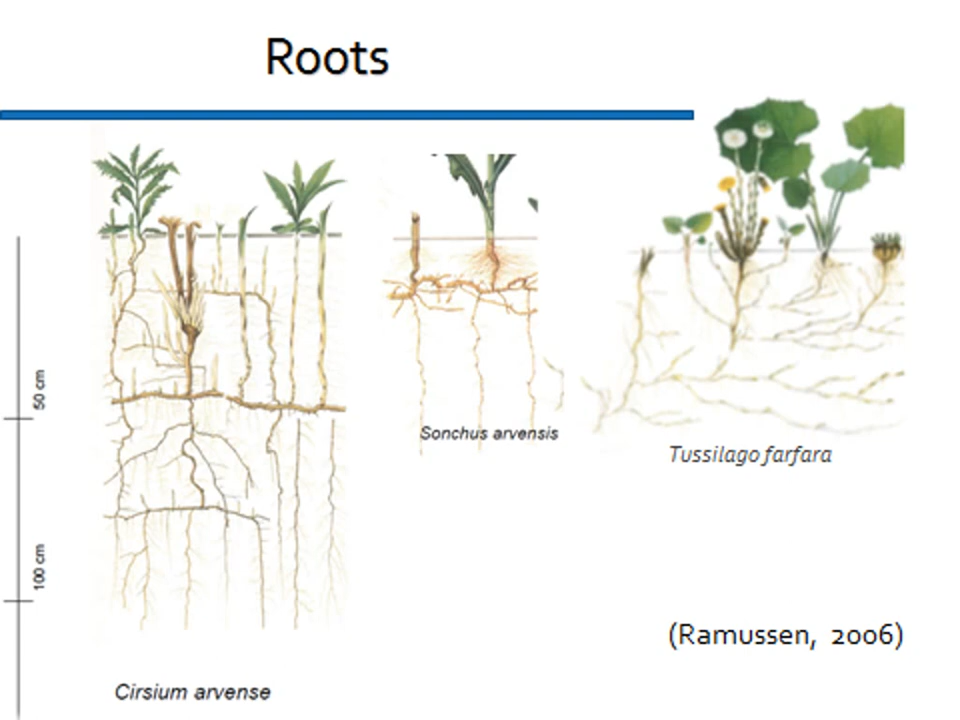 Roots
50 cm
100 cm
Sonchus arvensis
Tussilago farfara
(Ramussen, 2006)
Cirsium arvense